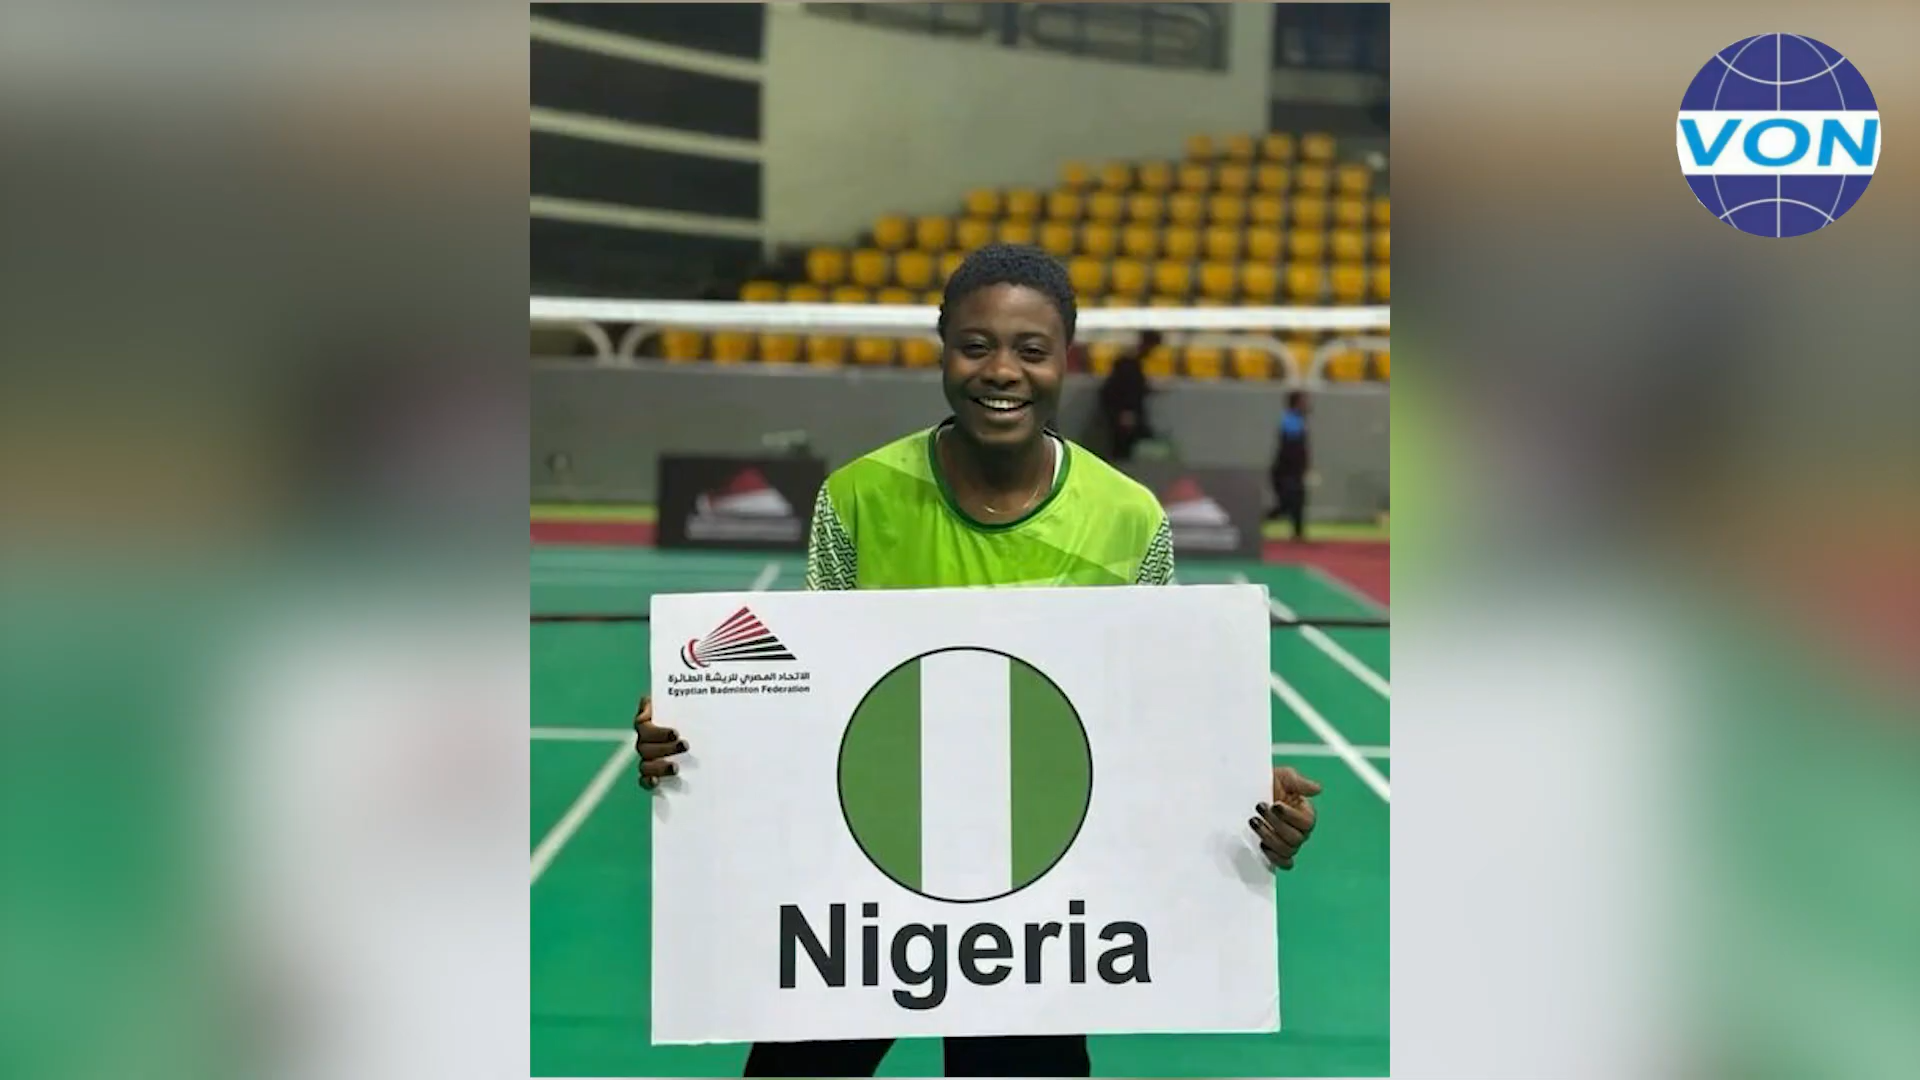 VON
الاتحاد المصري للريشة الطائرة
Egyptian Badminton Federation
Nigeria